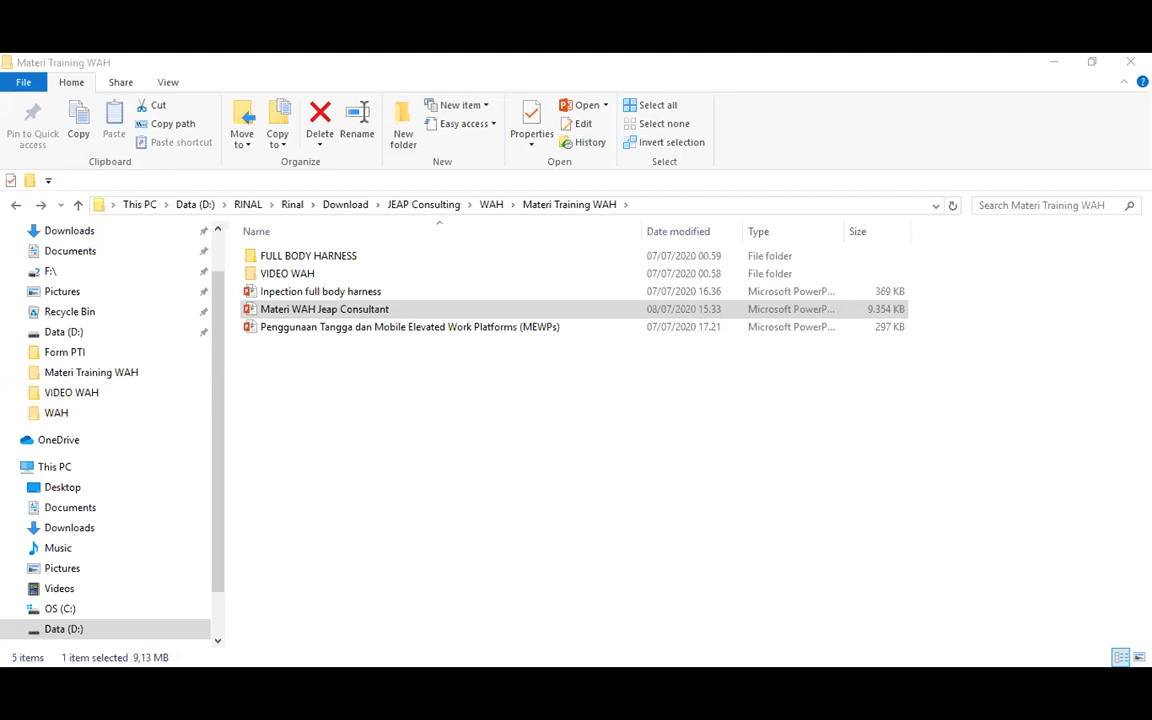 Materi Training WAH
File Home Share View
Pin to Quick access
Copy
Paste
Cut
Copy path
Paste shortcut
Clipboard
Move to
Copy to
Delete
Rename
Organize
New folder
New item
Easy access
New
Properties
Open
Edit
History
Open
Select all
Select none
Invert selection
Select
This PC > Data (D:) > RINAL > Rinal > Download > JEAP Consulting > WAH > Materi Training WAH >
Search Materi Training WAH
Downloads
Documents
F:\
Pictures
Recycle Bin
Data (D:)
Form PTI
Materi Training WAH
VIDEO WAH
WAH
OneDrive
This PC
Desktop
Documents
Downloads
Music
Pictures
Videos
OS (C:)
Data (D:)
Name Date modified Type Size
FULL BODY HARNESS 07/07/2020 00.59 File folder
VIDEO WAH 07/07/2020 00.58 File folder
Inpection full body harness 07/07/2020 16.36 Microsoft PowerP... 369 KB
Materi WAH Jeap Consultant 08/07/2020 15.33 Microsoft PowerP... 9.354 KB
Penggunaan Tangga dan Mobile Elevated Work Platforms (MEWPs) 07/07/2020 17.21 Microsoft PowerP... 297 KB
5 items 1 item selected 9,13 MB